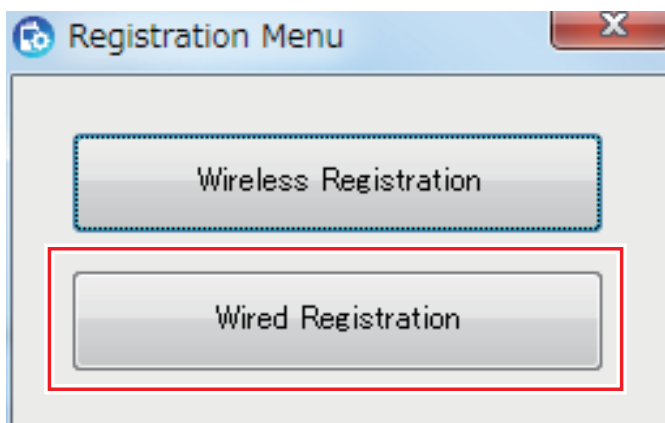 Registration Menu
Wireless Registration
Wired Registration